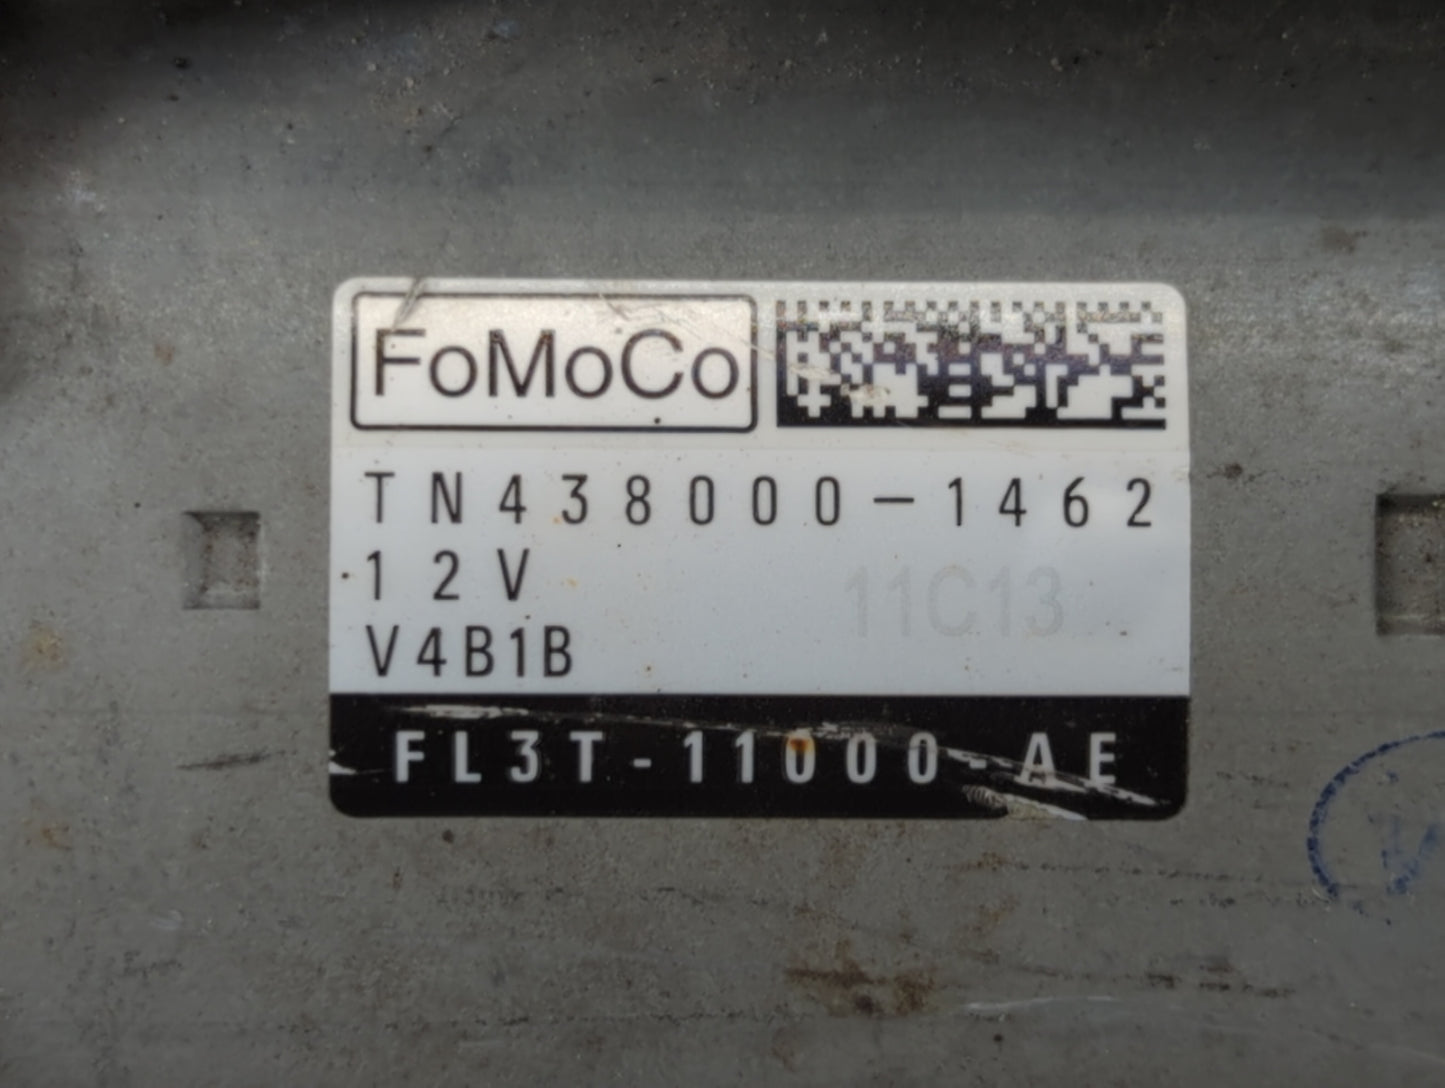 FoMoCo
TN438000-1462
12V
11C13
V4B1B
FL3T-11000-AE